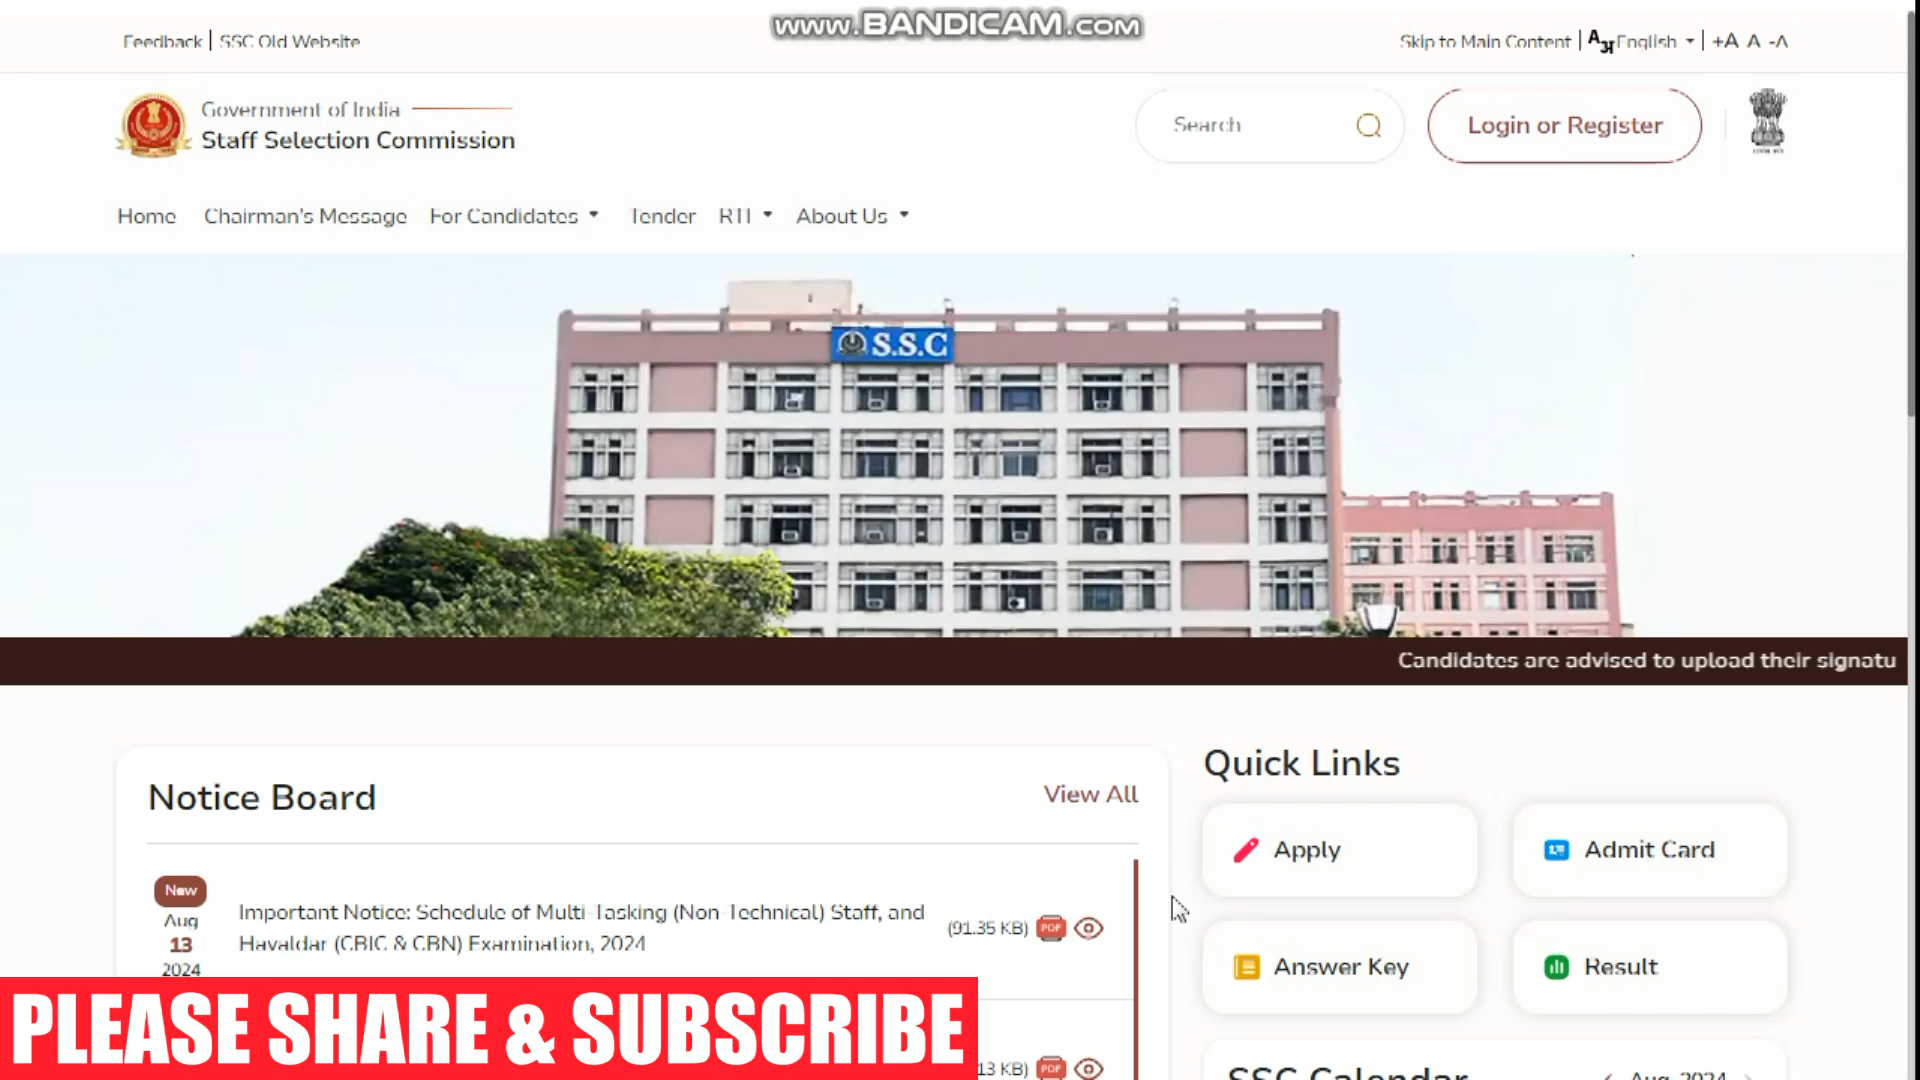 www.BANDICAM.com
Feedback | SSC Old Website
Skip to Main Content | English | +A A -A
Government of India
Staff Selection Commission
Search
Login or Register
Home Chairman's Message For Candidates Tender RTI About Us
S.S.C
Candidates are advised to upload their signatu
Notice Board
View All
New
Aug
13
2024
Important Notice: Schedule of Multi-Tasking (Non-Technical) Staff, and
Havaldar (CBIC & CBN) Examination, 2024
(91.35 KB) PDF
13 KB) PDF
Quick Links
Apply
Admit Card
Answer Key
Result
SSC Calendar
Aug, 2024
PLEASE SHARE & SUBSCRIBE